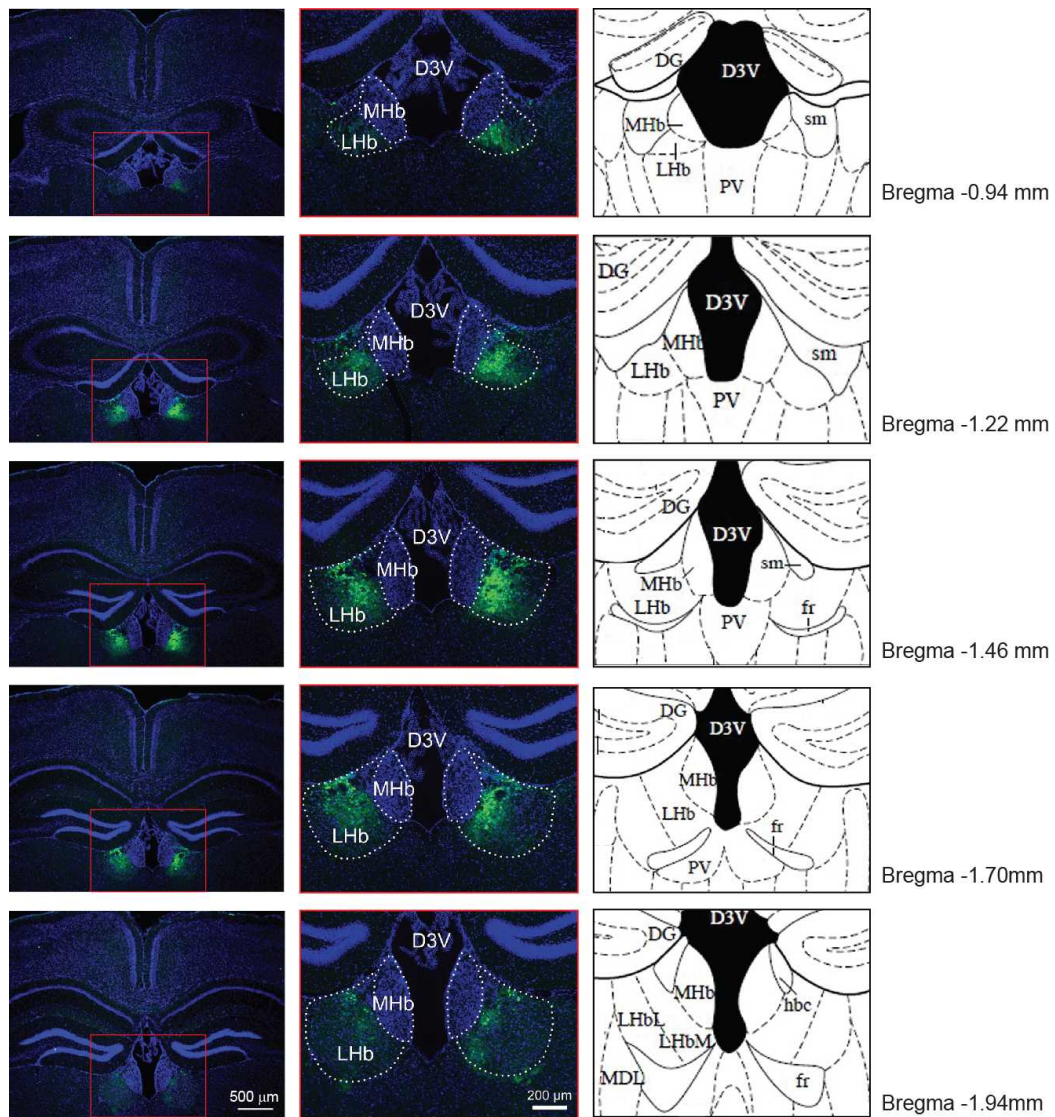 D3V
MHb
LHb
DG
D3V
MHb
sm
LHb
PV
Bregma -0.94 mm
D3V
MHb
LHb
DG
D3V
MHb
LHb
sm
PV
Bregma -1.22 mm
D3V
MHb
LHb
DG
D3V
sm
MHb
LHb
PV
fr
Bregma -1.46 mm
D3V
MHb
LHb
DG
D3V
MHb
LHb
fr
PV
Bregma -1.70mm
500 μm
D3V
MHb
LHb
200 μm
D3V
DG
MHb
hbc
LHbL
LHbM
MDL
fr
Bregma -1.94mm